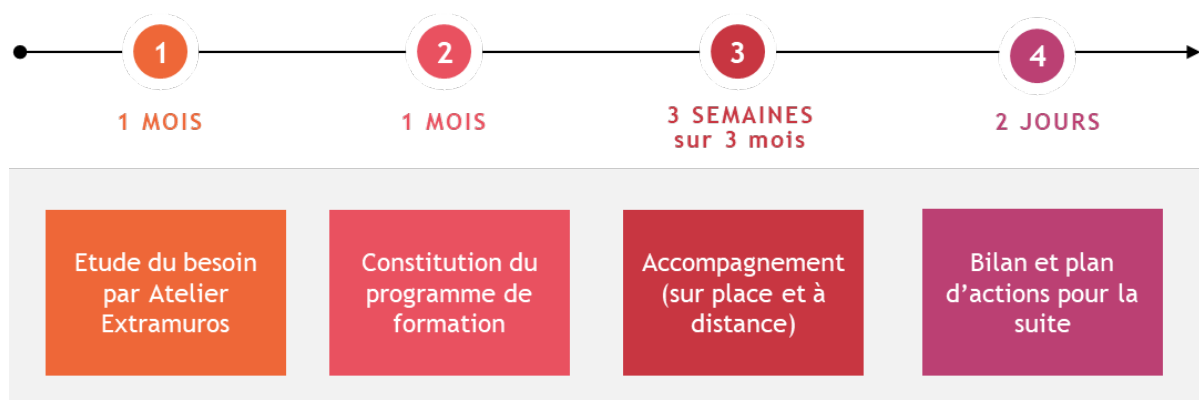 1
2
3
4
1 MOIS
1 MOIS
3 SEMAINES
sur 3 mois
2 JOURS
Etude du besoin
par Atelier
Extramuros
Constitution du
programme de
formation
Accompagnement
(sur place et à
distance)
Bilan et plan
d’actions pour la
suite